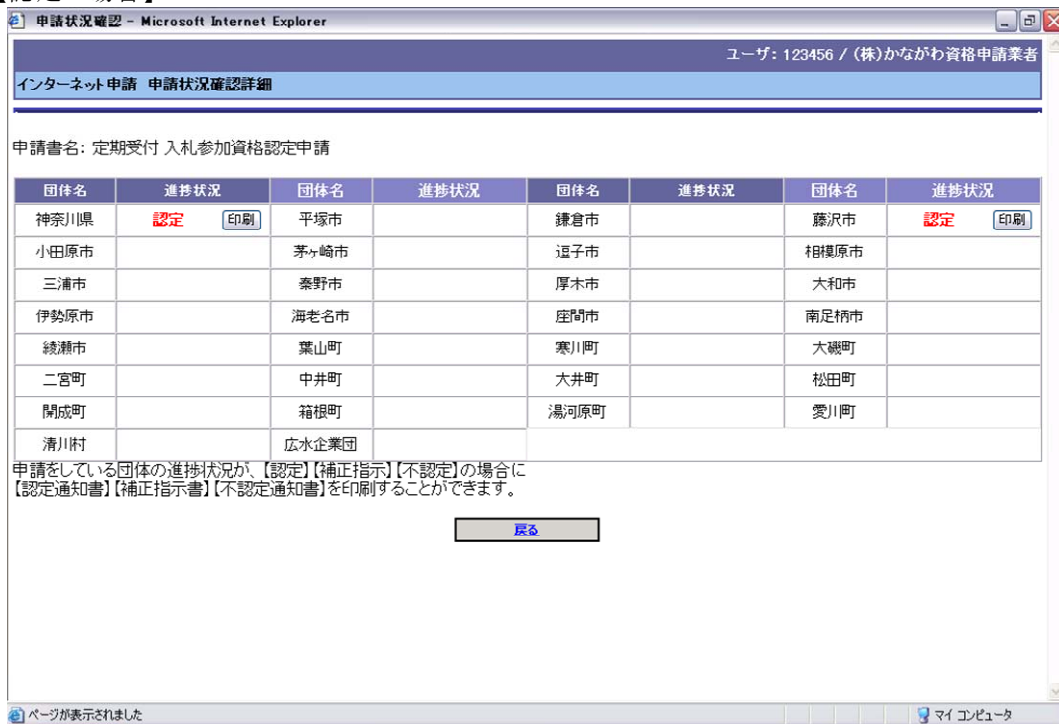 申請状況確認 - Microsoft Internet Explorer
ユーザ: 123456 / (株)かながわ資格申請業者
インターネット申請 申請状況確認詳細
申請書名: 定期受付 入札参加資格認定申請
団体名 進捗状況 団体名 進捗状況 団体名 進捗状況 団体名 進捗状況
神奈川県 認定 印刷 平塚市 鎌倉市 藤沢市 認定 印刷
小田原市 茅ヶ崎市 逗子市 相模原市
三浦市 秦野市 厚木市 大和市
伊勢原市 海老名市 座間市 南足柄市
綾瀬市 葉山町 寒川町 大磯町
二宮町 中井町 大井町 松田町
開成町 箱根町 湯河原町 愛川町
清川村 広水企業団
申請をしている団体の進捗状況が、【認定】【補正指示】【不認定】の場合に
【認定通知書】【補正指示書】【不認定通知書】を印刷することができます。
戻る
ページが表示されました マイ コンピュータ